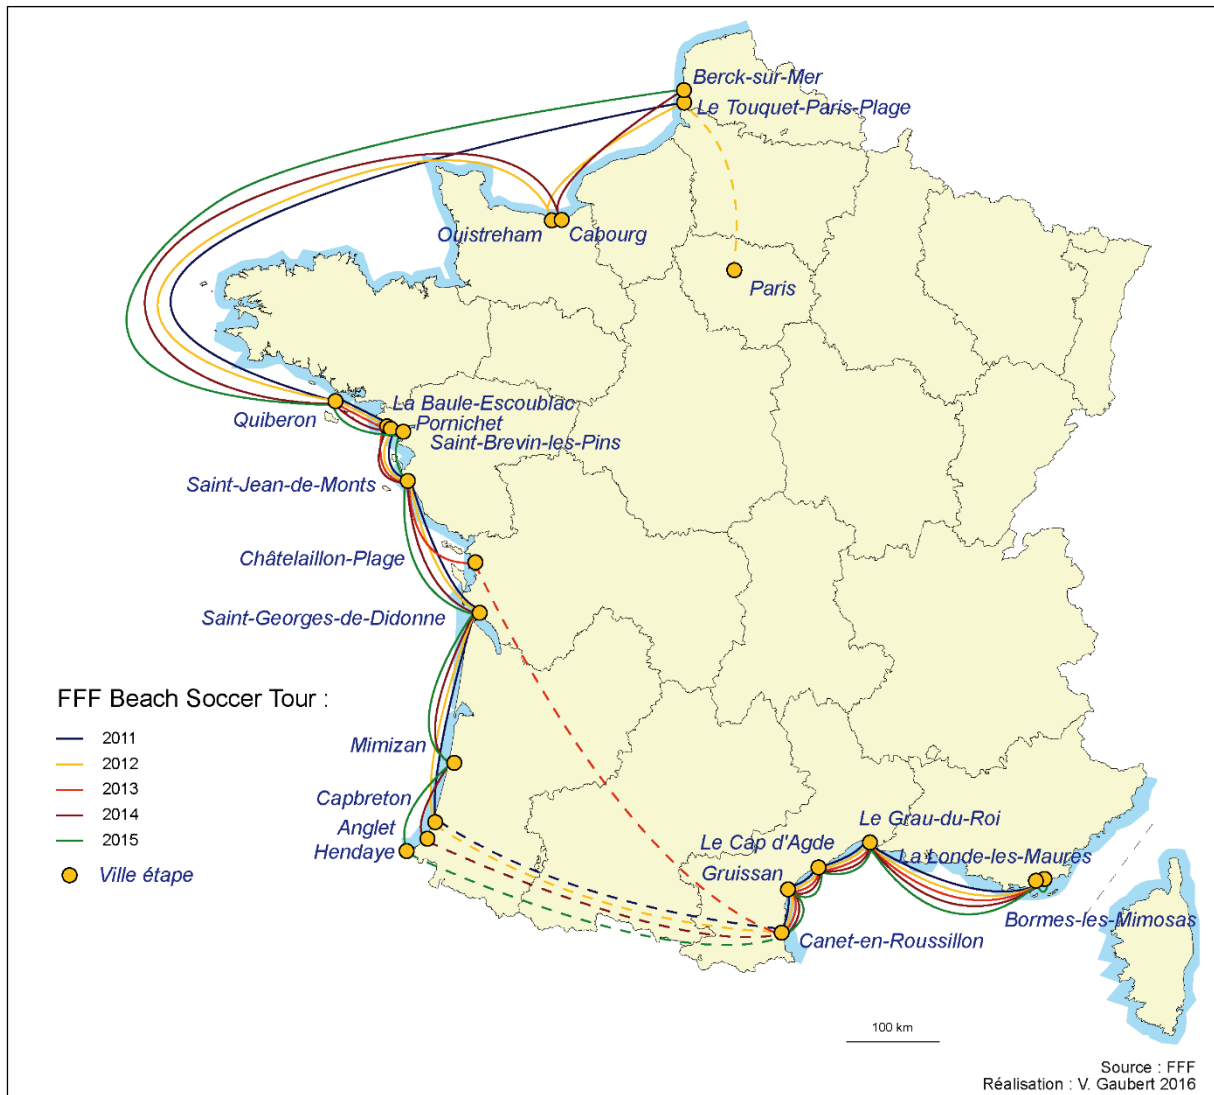 Berck-sur-Mer
Le Touquet-Paris-Plage
Ouistreham
Cabourg
Paris
La Baule-Escoublac
Quiberon
Pornichet
Saint-Brevin-les-Pins
Saint-Jean-de-Monts
Châtelaillon-Plage
Saint-Georges-de-Didonne
FFF Beach Soccer Tour :
2011
2012
2013
2014
2015
Ville étape
Mimizan
Capbreton
Anglet
Hendaye
Le Grau-du-Roi
Le Cap d'Agde
La Londe-les-Maures
Gruissan
Bormes-les-Mimosas
Canet-en-Roussillon
100 km
Source : FFF
Réalisation : V. Gaubert 2016